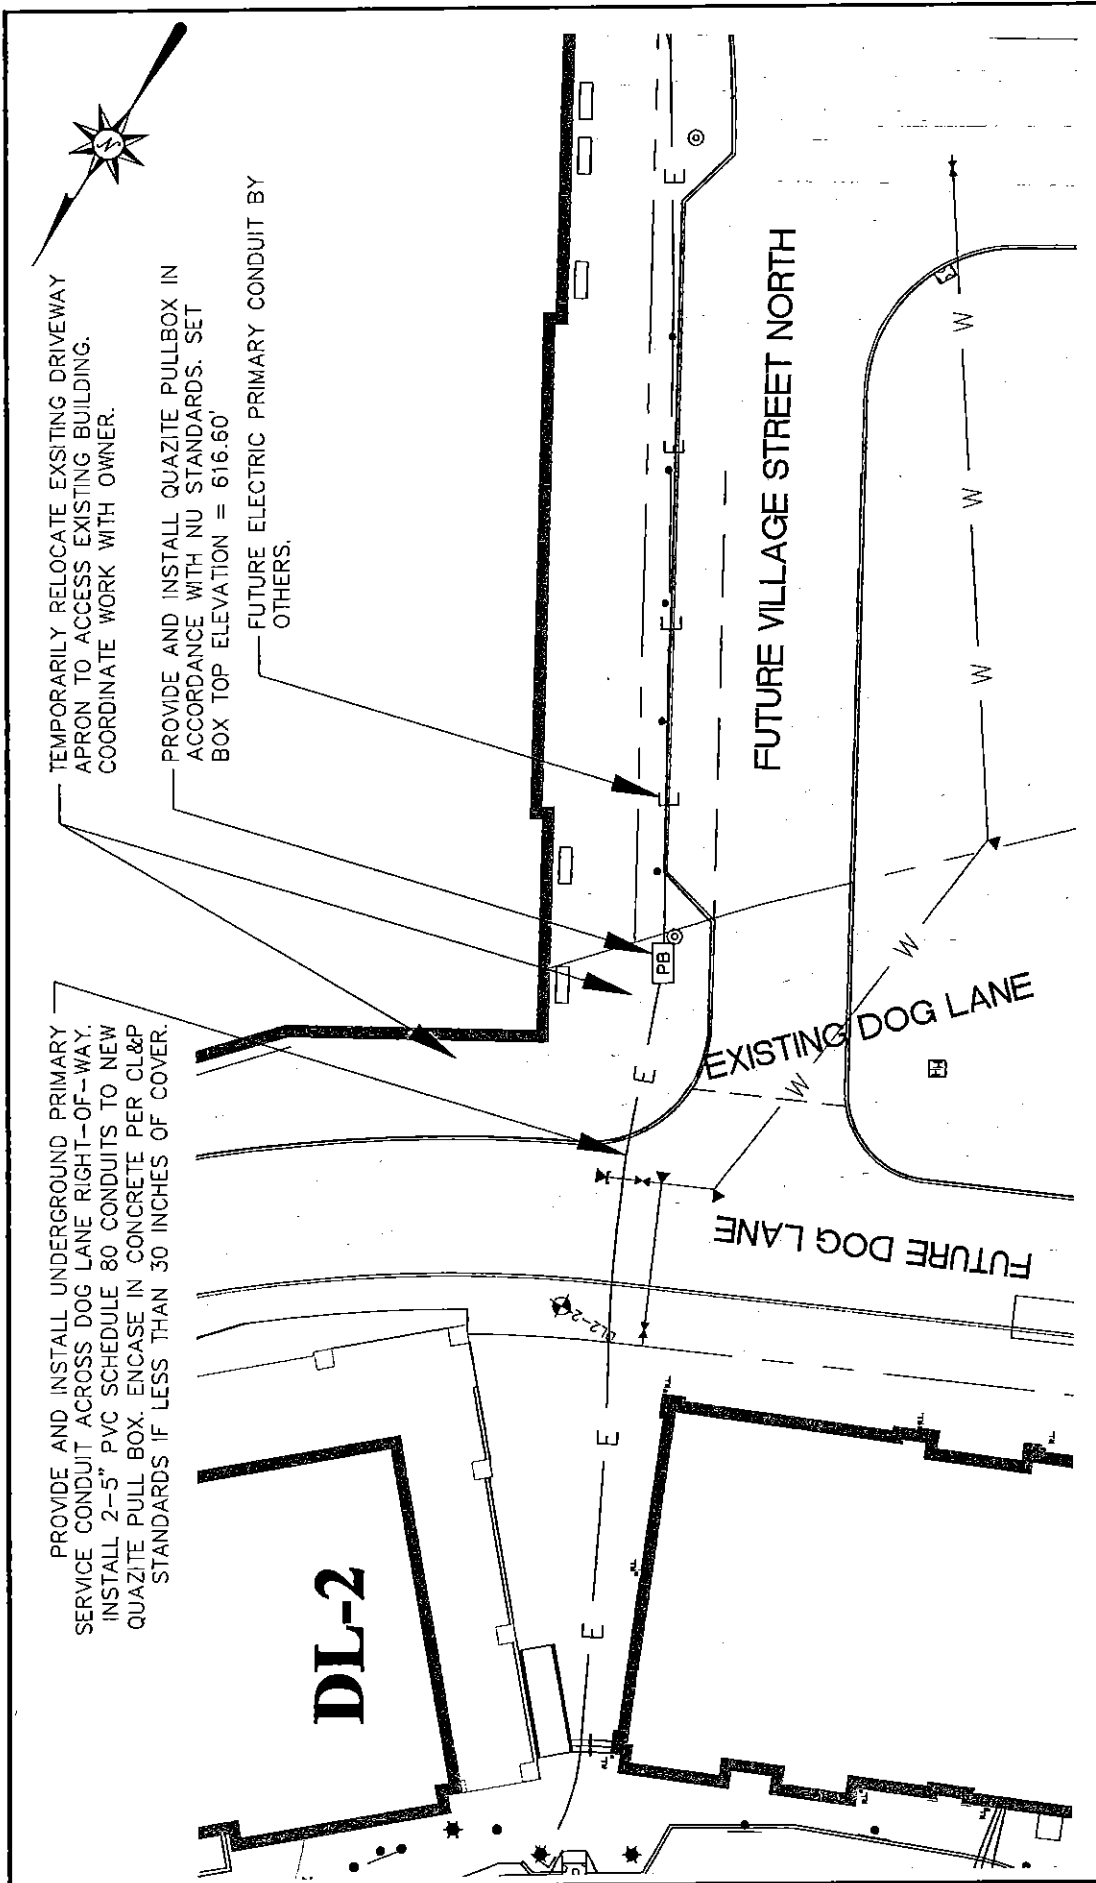 PROVIDE AND INSTALL UNDERGROUND PRIMARY
SERVICE CONDUIT ACROSS DOG LANE RIGHT-OF-WAY.
INSTALL 2-5" PVC SCHEDULE 80 CONDUITS TO NEW
QUAZITE PULL BOX. ENCASE IN CONCRETE PER CL&P
STANDARDS IF LESS THAN 30 INCHES OF COVER.
TEMPORARILY RELOCATE EXSITING DRIVEWAY
APRON TO ACCESS EXISTING BUILDING.
COORDINATE WORK WITH OWNER.
PROVIDE AND INSTALL QUAZITE PULLBOX IN
ACCORDANCE WITH NU STANDARDS. SET
BOX TOP ELEVATION = 616.60'
FUTURE ELECTRIC PRIMARY CONDUIT BY
OTHERS.
N
DL-2
DL2-2
E
E
E
E
PB
FUTURE VILLAGE STREET NORTH
EXISTING DOG LANE
FUTURE DOG LANE
W
W
W
W
W
HH